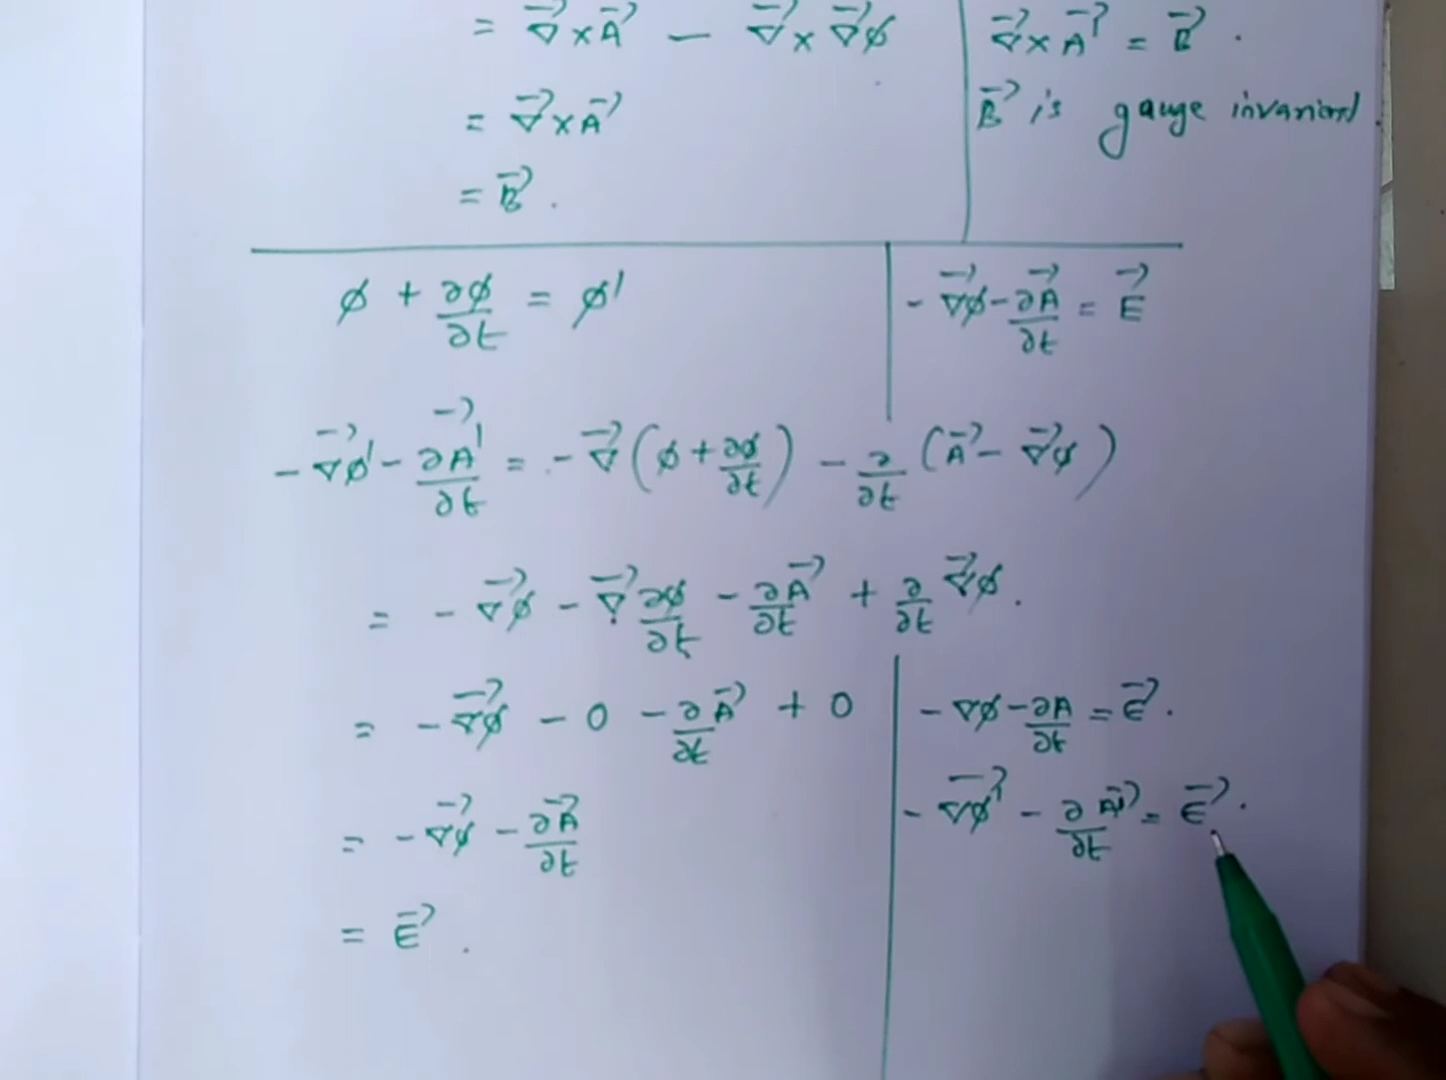 = ∇⃗ × A⃗ − ∇⃗ × ∇⃗φ
= ∇⃗ × A⃗
= B⃗ .
∇⃗ × A⃗' = B⃗ .
B⃗ is gauge invariant
φ + ∂φ/∂t = φ'
- ∇⃗φ - ∂A⃗/∂t = E⃗
- ∇⃗φ' - ∂A⃗'/∂t = - ∇⃗(φ + ∂φ/∂t) - ∂/∂t (A⃗ - ∇⃗φ)
= - ∇⃗φ - ∇⃗ ∂φ/∂t - ∂A⃗/∂t + ∂/∂t ∇⃗φ .
= - ∇⃗φ - 0 - ∂A⃗/∂t + 0
= - ∇⃗φ - ∂A⃗/∂t
= E⃗ .
- ∇φ - ∂A/∂t = E⃗ .
- ∇⃗φ' - ∂A⃗'/∂t = E⃗ .